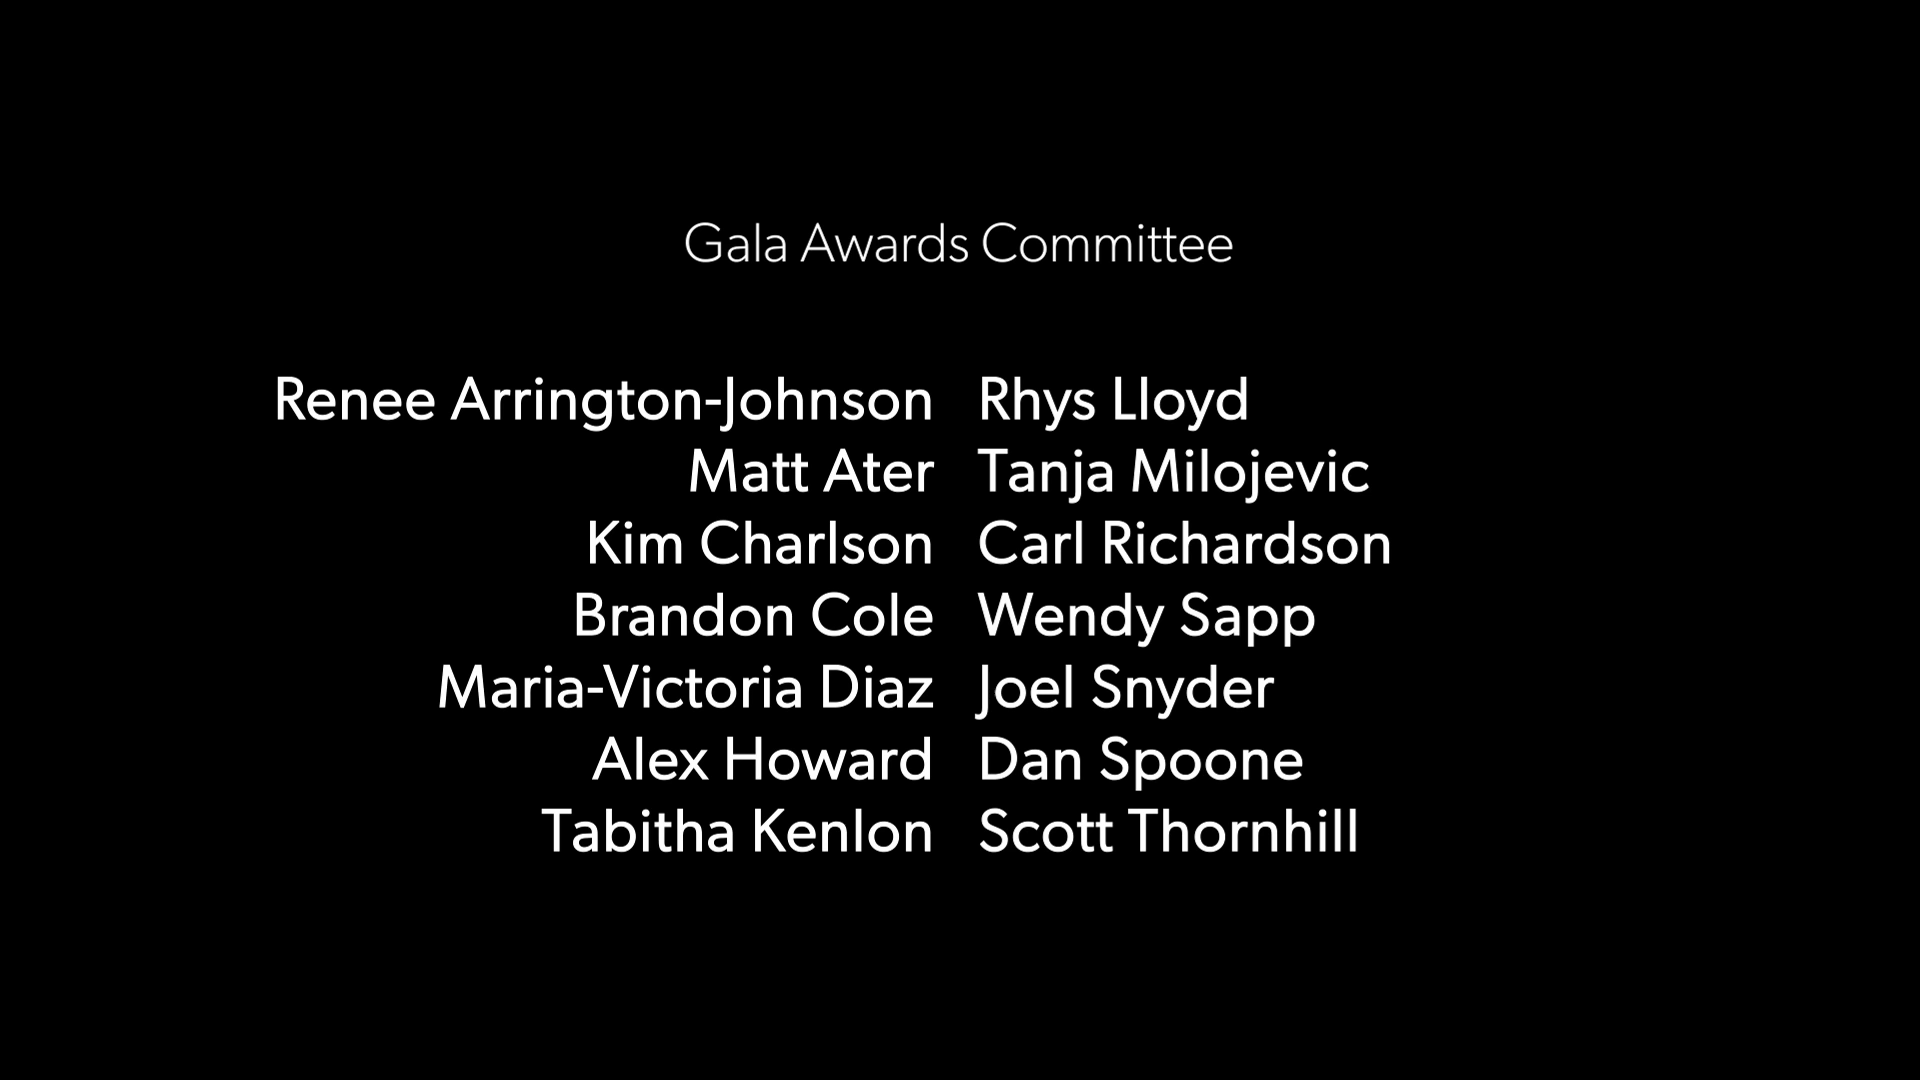 Gala Awards Committee
Renee Arrington-Johnson
Matt Ater
Kim Charlson
Brandon Cole
Maria-Victoria Diaz
Alex Howard
Tabitha Kenlon
Rhys Lloyd
Tanja Milojevic
Carl Richardson
Wendy Sapp
Joel Snyder
Dan Spoone
Scott Thornhill